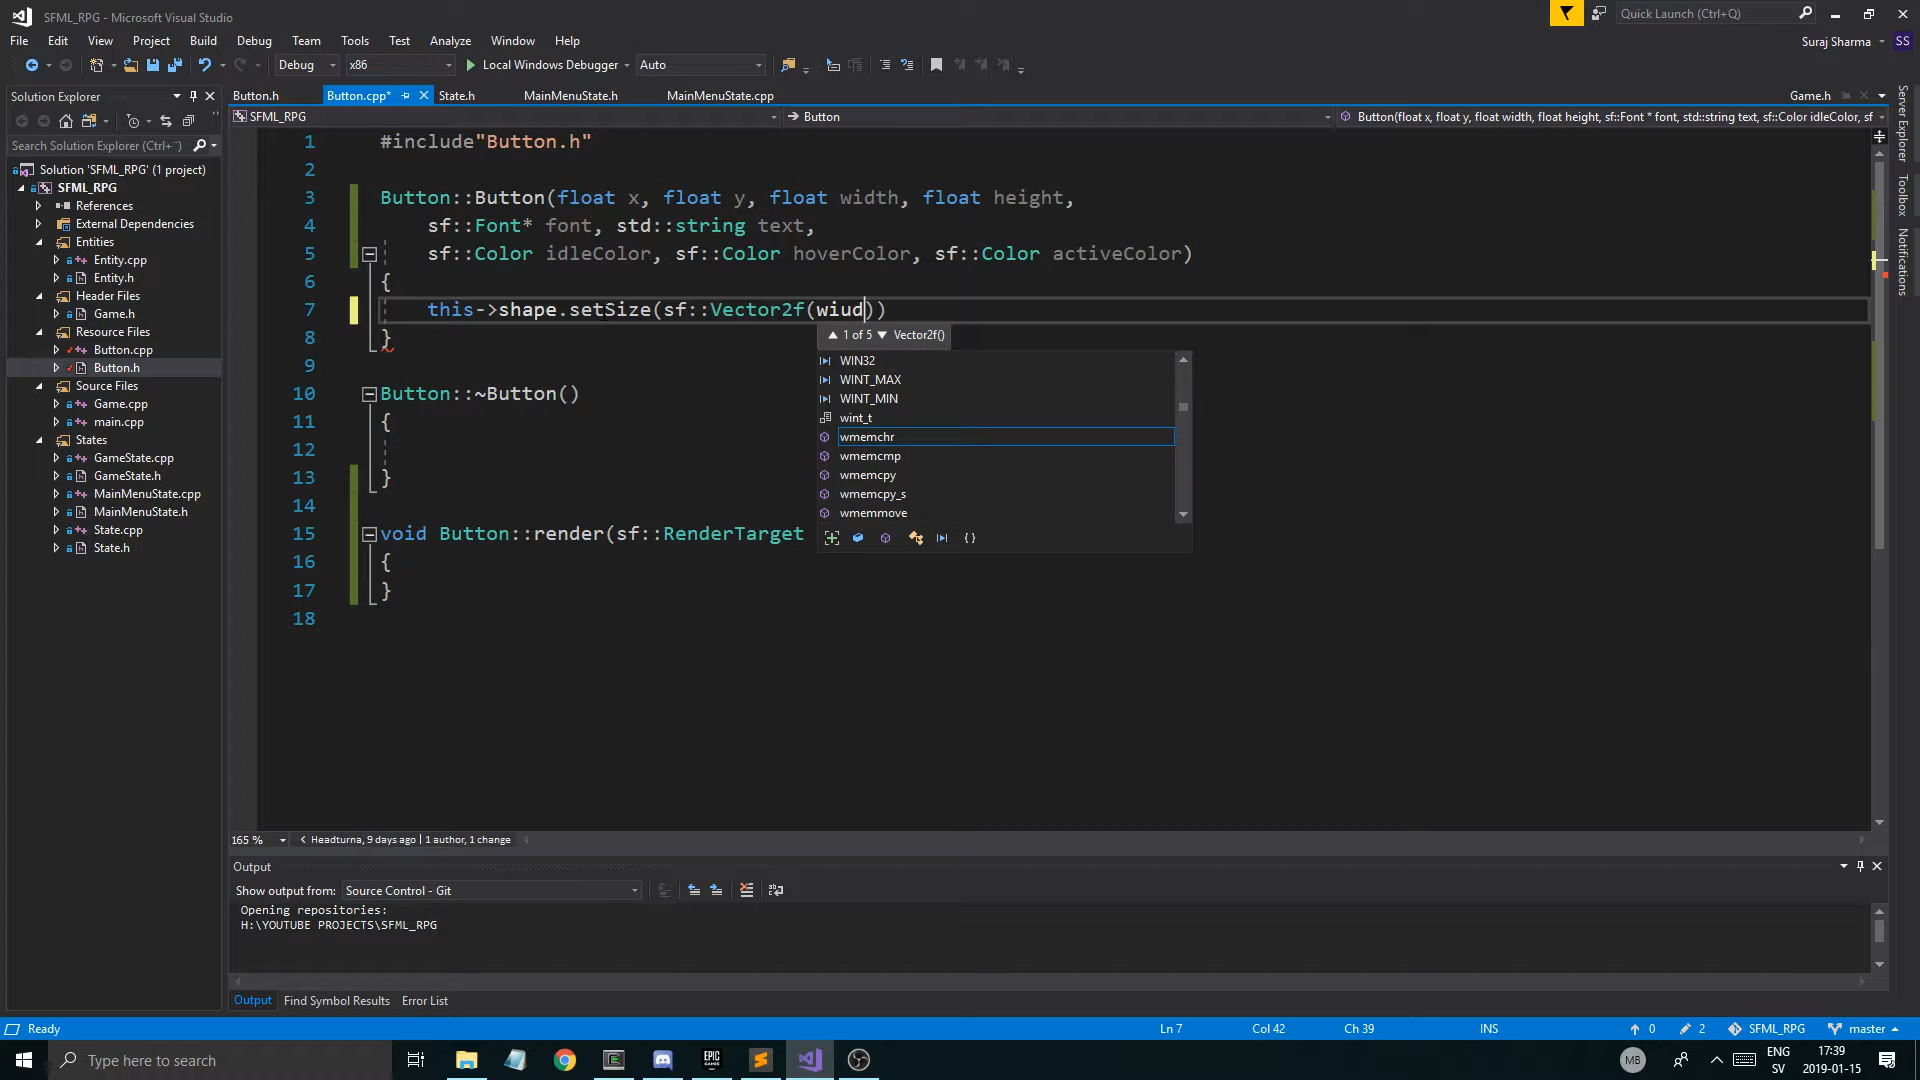 SFML_RPG - Microsoft Visual Studio
Quick Launch (Ctrl+Q)
File Edit View Project Build Debug Team Tools Test Analyze Window Help
Suraj Sharma SS
Debug x86 Local Windows Debugger Auto
Solution Explorer
Search Solution Explorer (Ctrl+¨)
Solution 'SFML_RPG' (1 project)
SFML_RPG
References
External Dependencies
Entities
Entity.cpp
Entity.h
Header Files
Game.h
Resource Files
Button.cpp
Button.h
Source Files
Game.cpp
main.cpp
States
GameState.cpp
GameState.h
MainMenuState.cpp
MainMenuState.h
State.cpp
State.h
Button.h Button.cpp* State.h MainMenuState.h MainMenuState.cpp Game.h
SFML_RPG Button Button(float x, float y, float width, float height, sf::Font * font, std::string text, sf::Color idleColor, sf
1 #include"Button.h"
2
3 Button::Button(float x, float y, float width, float height,
4 sf::Font* font, std::string text,
5 sf::Color idleColor, sf::Color hoverColor, sf::Color activeColor)
6 {
7 this->shape.setSize(sf::Vector2f(wiud))
8 }
9
10 Button::~Button()
11 {
12
13 }
14
15 void Button::render(sf::RenderTarget
16 {
17 }
18
1 of 5 Vector2f()
WIN32
WINT_MAX
WINT_MIN
wint_t
wmemchr
wmemcmp
wmemcpy
wmemcpy_s
wmemmove
{}
165 % Headturna, 9 days ago | 1 author, 1 change
Output
Show output from: Source Control - Git
Opening repositories:
H:\YOUTUBE PROJECTS\SFML_RPG
Output Find Symbol Results Error List
Server Explorer
Toolbox
Notifications
Ready Ln 7 Col 42 Ch 39 INS 0 2 SFML_RPG master
Type here to search
EPIC GAMES
MB
ENG
SV
17:39
2019-01-15